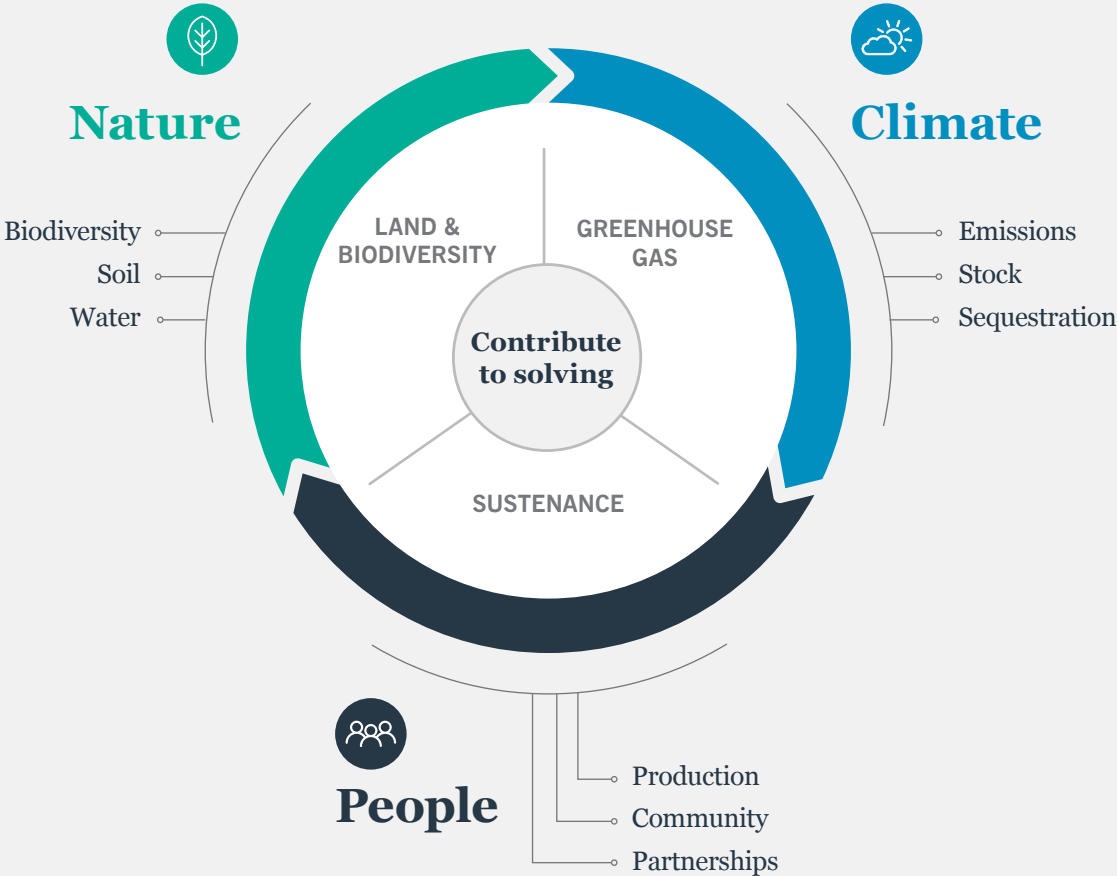 Nature
Climate
Biodiversity
Soil
Water
LAND &
BIODIVERSITY
GREENHOUSE
GAS
Emissions
Stock
Sequestration
Contribute
to solving
SUSTENANCE
People
Production
Community
Partnerships